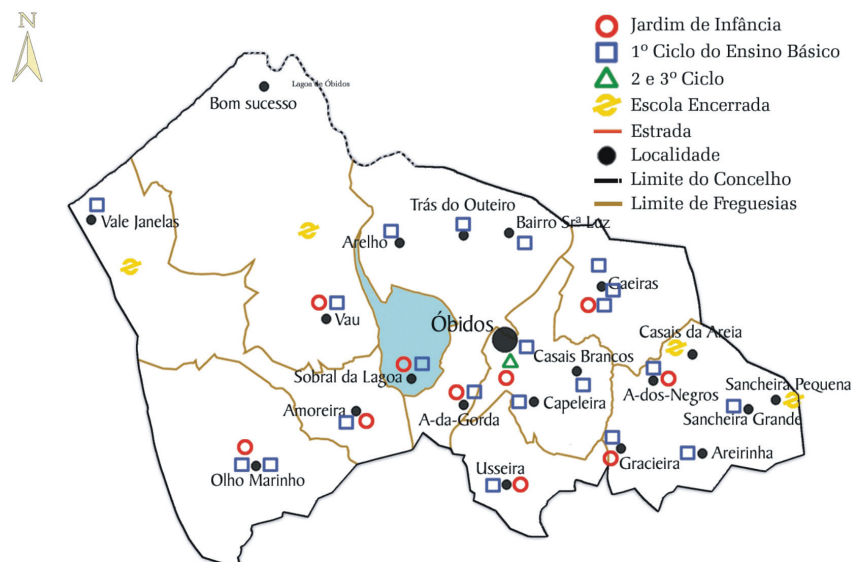 N
Jardim de Infância
1º Ciclo do Ensino Básico
2 e 3º Ciclo
Escola Encerrada
Estrada
Localidade
Limite do Concelho
Limite de Freguesias
Lagoa de Óbidos
Bom sucesso
Vale Janelas
Trás do Outeiro
Bairro Srª Luz
Arelho
Gaeiras
Vau
Óbidos
Casais da Areia
Casais Brancos
Sobral da Lagoa
A-dos-Negros
Sancheira Pequena
Amoreira
A-da-Gorda
Capeleira
Sancheira Grande
Olho Marinho
Usseira
Gracieira
Areirinha